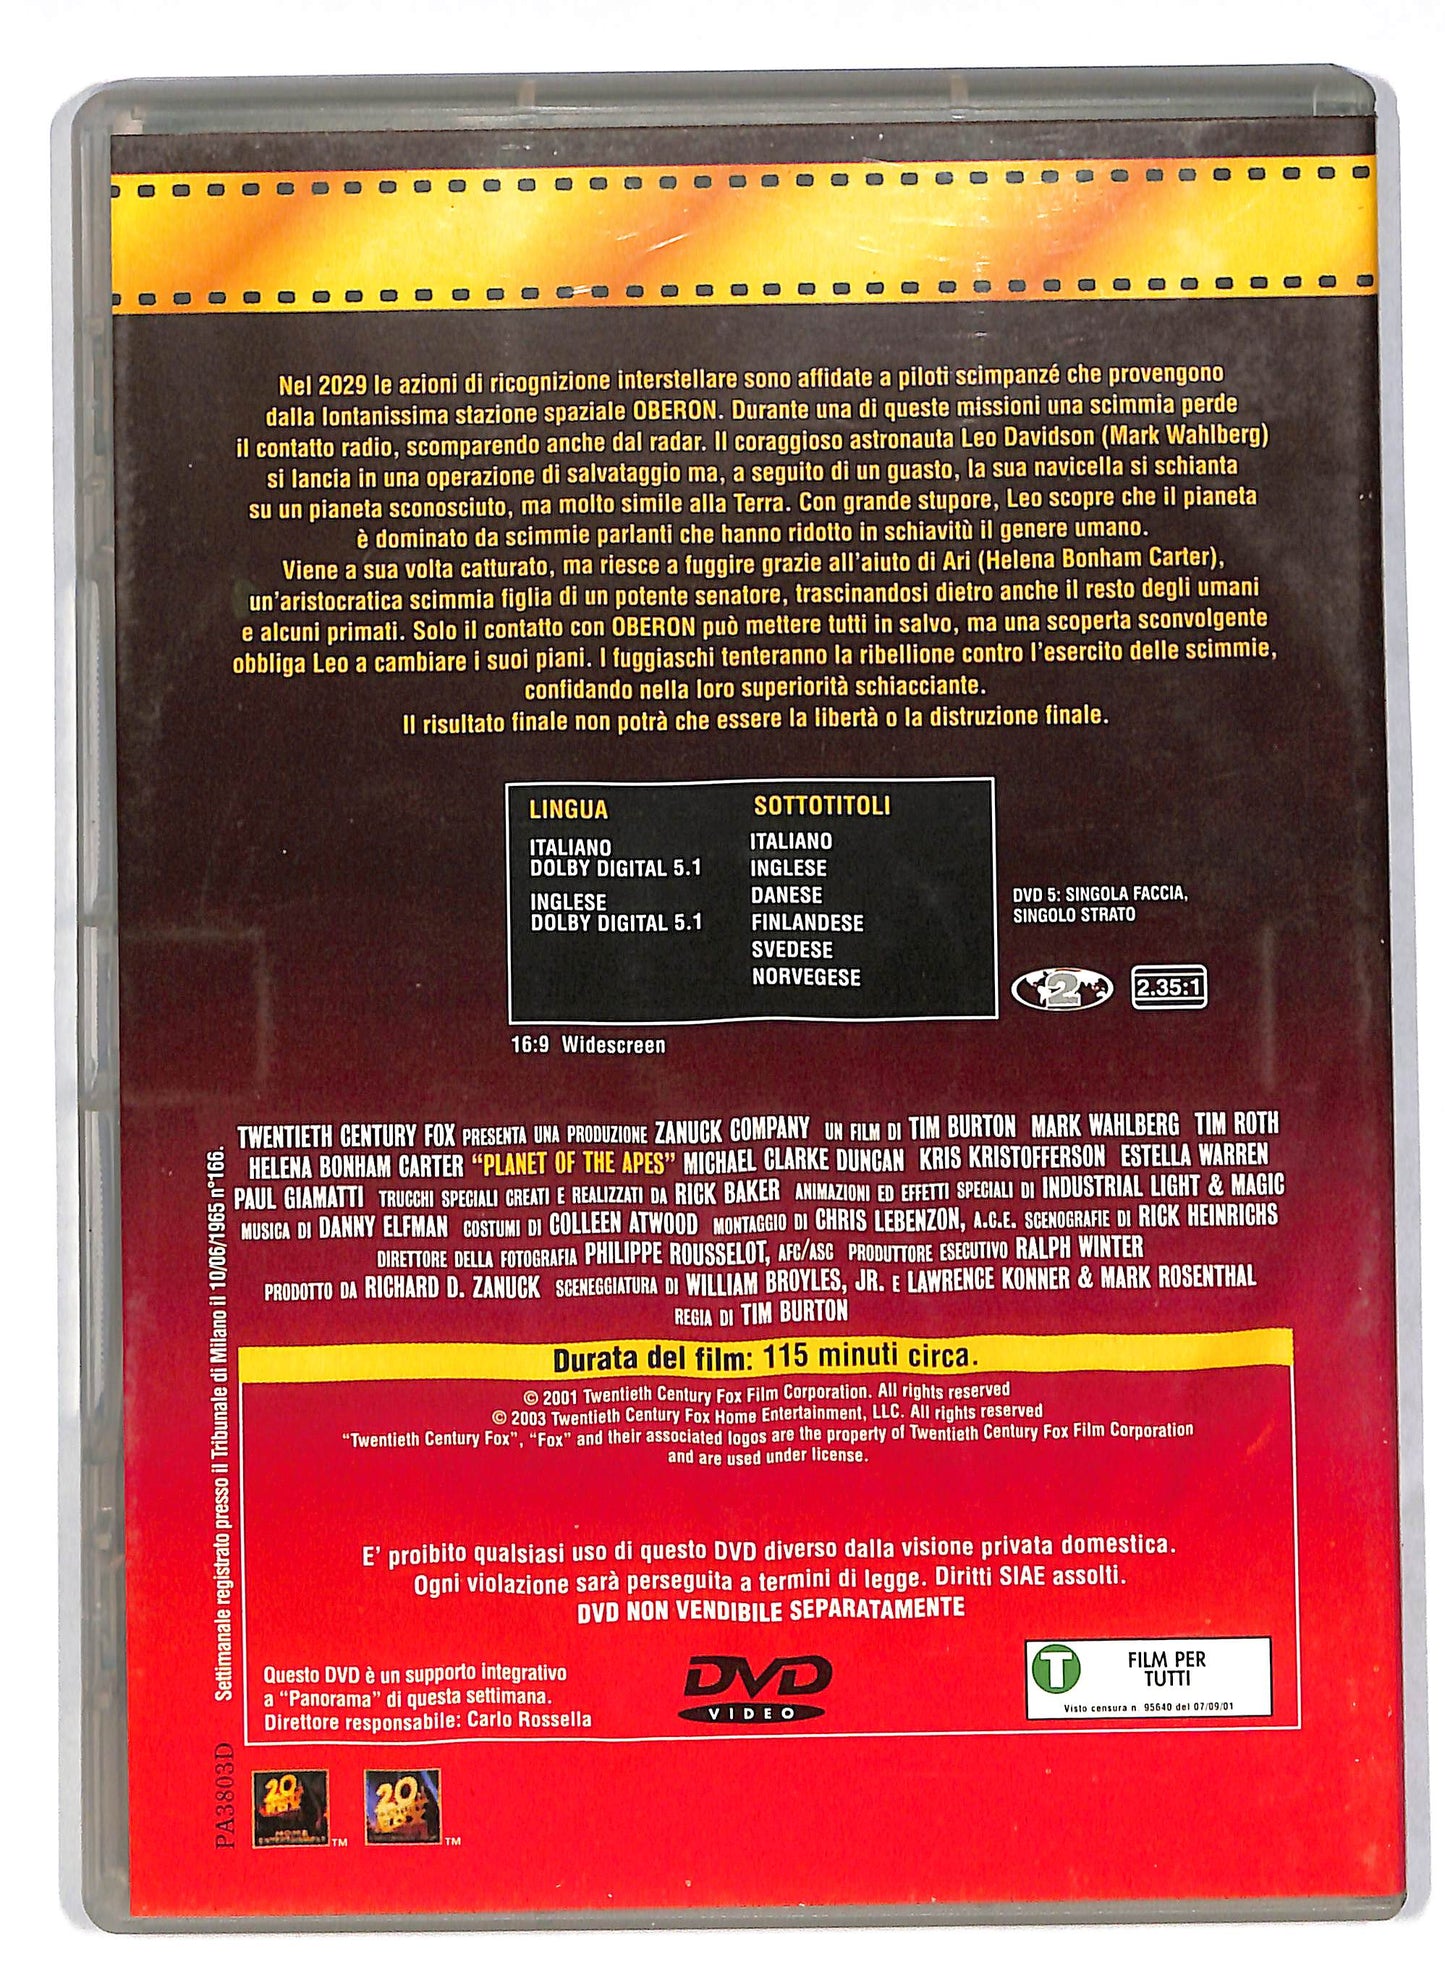 Nel 2029 le azioni di ricognizione interstellare sono affidate a piloti scimpanzé che provengono
dalla lontanissima stazione spaziale OBERON. Durante una di queste missioni una scimmia perde
il contatto radio, scomparendo anche dal radar. Il coraggioso astronauta Leo Davidson (Mark Wahlberg)
si lancia in una operazione di salvataggio ma, a seguito di un guasto, la sua navicella si schianta
su un pianeta sconosciuto, ma molto simile alla Terra. Con grande stupore, Leo scopre che il pianeta
è dominato da scimmie parlanti che hanno ridotto in schiavitù il genere umano.
Viene a sua volta catturato, ma riesce a fuggire grazie all'aiuto di Ari (Helena Bonham Carter),
un'aristocratica scimmia figlia di un potente senatore, trascinandosi dietro anche il resto degli umani
e alcuni primati. Solo il contatto con OBERON può mettere tutti in salvo, ma una scoperta sconvolgente
obbliga Leo a cambiare i suoi piani. I fuggiaschi tenteranno la ribellione contro l'esercito delle scimmie,
confidando nella loro superiorità schiacciante.
Il risultato finale non potrà che essere la libertà o la distruzione finale.
LINGUA
ITALIANO
DOLBY DIGITAL 5.1
INGLESE
DOLBY DIGITAL 5.1
SOTTOTITOLI
ITALIANO
INGLESE
DANESE
FINLANDESE
SVEDESE
NORVEGESE
DVD 5: SINGOLA FACCIA,
SINGOLO STRATO
2
2.35:1
16:9 Widescreen
TWENTIETH CENTURY FOX PRESENTA UNA PRODUZIONE ZANUCK COMPANY UN FILM DI TIM BURTON MARK WAHLBERG TIM ROTH
HELENA BONHAM CARTER "PLANET OF THE APES" MICHAEL CLARKE DUNCAN KRIS KRISTOFFERSON ESTELLA WARREN
PAUL GIAMATTI TRUCCHI SPECIALI CREATI E REALIZZATI DA RICK BAKER ANIMAZIONI ED EFFETTI SPECIALI DI INDUSTRIAL LIGHT & MAGIC
MUSICA DI DANNY ELFMAN COSTUMI DI COLLEEN ATWOOD MONTAGGIO DI CHRIS LEBENZON, A.C.E. SCENOGRAFIE DI RICK HEINRICHS
DIRETTORE DELLA FOTOGRAFIA PHILIPPE ROUSSELOT, AFC/ASC PRODUTTORE ESECUTIVO RALPH WINTER
PRODOTTO DA RICHARD D. ZANUCK SCENEGGIATURA DI WILLIAM BROYLES, JR. E LAWRENCE KONNER & MARK ROSENTHAL
REGIA DI TIM BURTON
Durata del film: 115 minuti circa.
© 2001 Twentieth Century Fox Film Corporation. All rights reserved
© 2003 Twentieth Century Fox Home Entertainment, LLC. All rights reserved
"Twentieth Century Fox", "Fox" and their associated logos are the property of Twentieth Century Fox Film Corporation
and are used under license.
E' proibito qualsiasi uso di questo DVD diverso dalla visione privata domestica.
Ogni violazione sarà perseguita a termini di legge. Diritti SIAE assolti.
DVD NON VENDIBILE SEPARATAMENTE
Questo DVD è un supporto integrativo
a "Panorama" di questa settimana.
Direttore responsabile: Carlo Rossella
DVD
VIDEO
T
FILM PER
TUTTI
Visto censura n 95640 del 07/09/01
Settimanale registrato presso il Tribunale di Milano il 10/06/1965 n°166.
PA3803D
20th
CENTURY
FOX
HOME
ENTERTAINMENT
TM
20th
CENTURY
FOX
TM